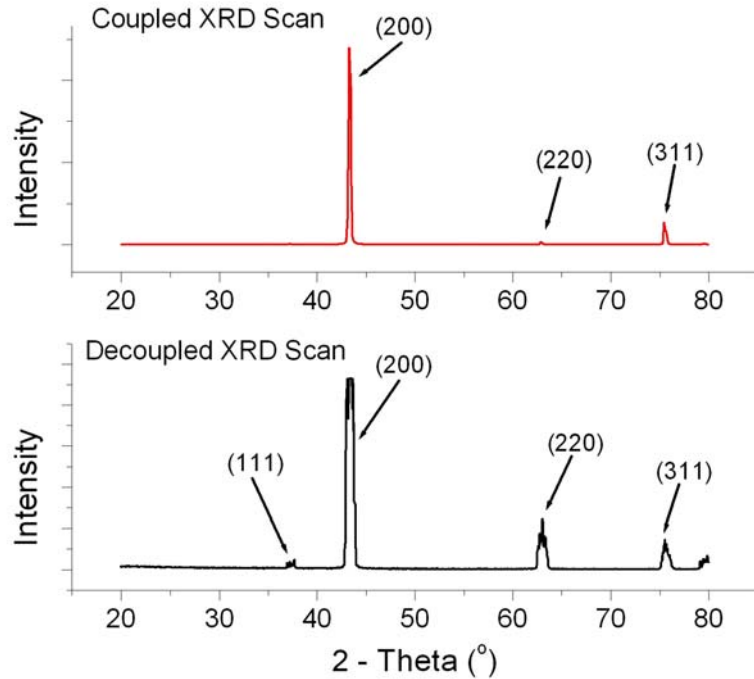 Coupled XRD Scan
(200)
(220)
(311)
Intensity
20 30 40 50 60 70 80
Decoupled XRD Scan
(200)
(111)
(220)
(311)
Intensity
20 30 40 50 60 70 80
2 - Theta (°)